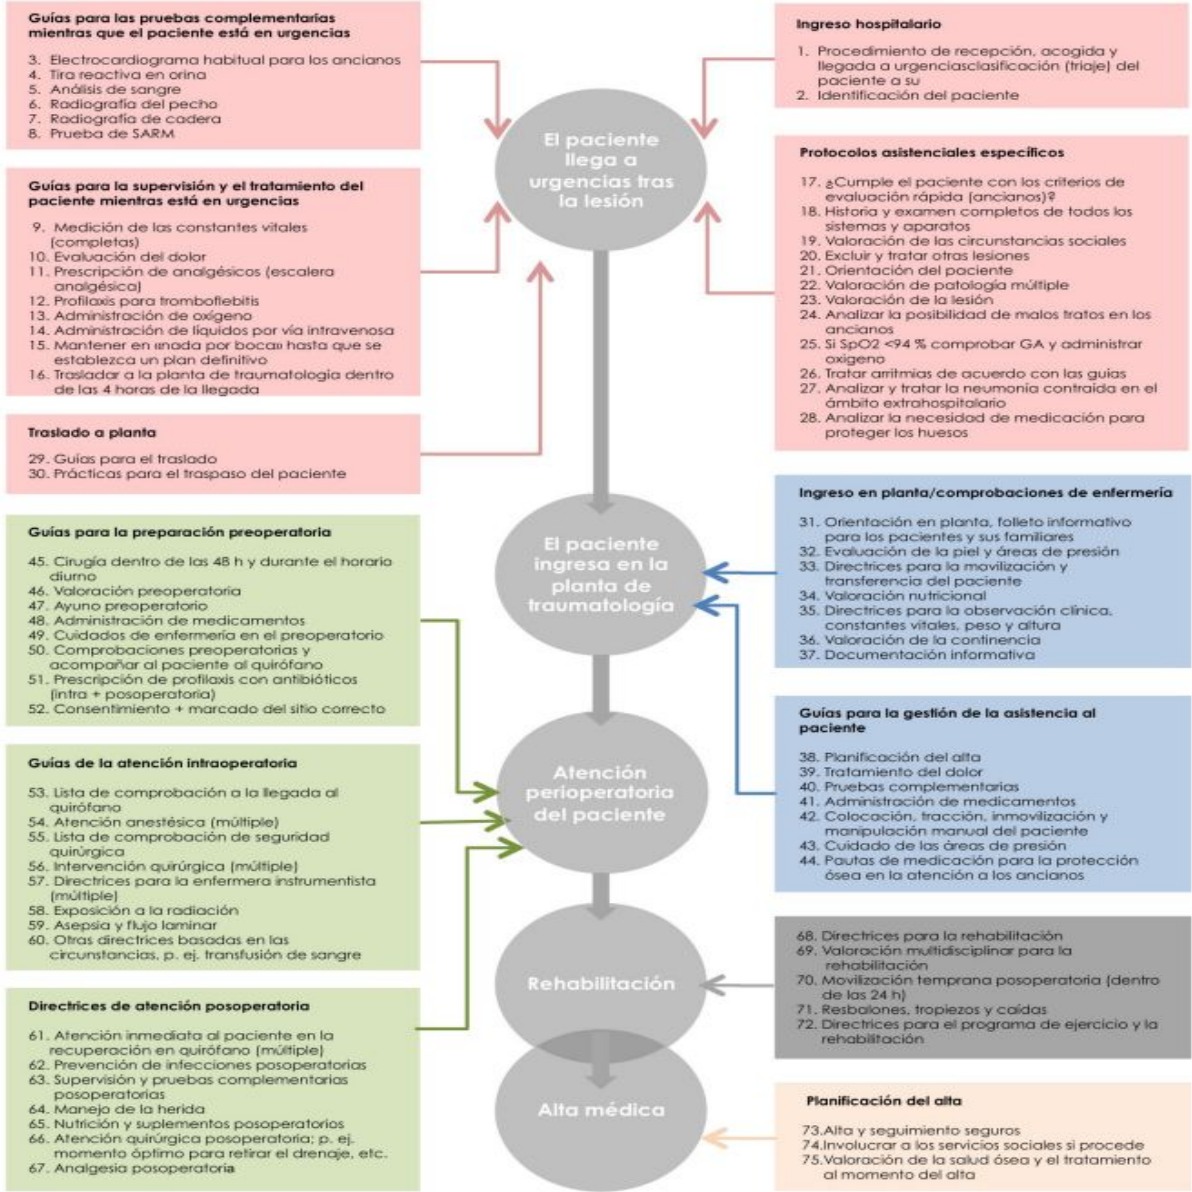 Guías para las pruebas complementarías
mientras que el paciente está en urgencias
3. Electrocardiograma habitual para los ancianos
4. Tira reactiva en orina
5. Análisis de sangre
6. Radiografía del pecho
7. Radiografía de cadera
8. Prueba de SARM
Guías para la supervisión y el tratamiento del
paciente mientras está en urgencias
9. Medición de las constantes vitales
(completas)
10. Evaluación del dolor
11. Prescripción de analgésicos (escalera
analgésica)
12. Profilaxis para tromboflebitis
13. Administración de oxígeno
14. Administración de líquidos por vía intravenosa
15. Mantener en «nada por boca» hasta que se
establezca un plan definitivo
16. Trasladar a la planta de traumatología dentro
de las 4 horas de la llegada
Traslado a planta
29. Guías para el traslado
30. Prácticas para el traspaso del paciente
Guías para la preparación preoperatoria
45. Cirugía dentro de las 48 h y durante el horario
diurno
46. Valoración preoperatoria
47. Ayuno preoperatorio
48. Administración de medicamentos
49. Cuidados de enfermería en el preoperatorio
50. Comprobaciones preoperatorias y
acompañar al paciente al quirófano
51. Prescripción de profilaxis con antibióticos
(intra + posoperatoria)
52. Consentimiento + marcado del sitio correcto
Guías de la atención intraoperatoria
53. Lista de comprobación a la llegada al
quirófano
54. Atención anestésica (múltiple)
55. Lista de comprobación de seguridad
quirúrgica
56. Intervención quirúrgica (múltiple)
57. Directrices para la enfermera instrumentista
(múltiple)
58. Exposición a la radiación
59. Asepsia y flujo laminar
60. Otras directrices basadas en las
circunstancias, p. ej. transfusión de sangre
Directrices de atención posoperatoria
61. Atención inmediata al paciente en la
recuperación en quirófano (múltiple)
62. Prevención de infecciones posoperatorias
63. Supervisión y pruebas complementarias
posoperatorias
64. Manejo de la herida
65. Nutrición y suplementos posoperatorios
66. Atención quirúrgica posoperatoria; p. ej.
momento óptimo para retirar el drenaje, etc.
67. Analgesia posoperatoria
El paciente
llega a
urgencias tras
la lesión
El paciente
ingresa en la
planta de
traumatología
Atención
perioperatoria
del paciente
Rehabilitación
Alta médica
Ingreso hospitalario
1. Procedimiento de recepción, acogida y
llegada a urgenciasclasificación (triaje) del
paciente a su
2. Identificación del paciente
Protocolos asistenciales específicos
17. ¿Cumple el paciente con los criterios de
evaluación rápida (ancianos)?
18. Historia y examen completos de todos los
sistemas y aparatos
19. Valoración de las circunstancias sociales
20. Excluir y tratar otras lesiones
21. Orientación del paciente
22. Valoración de patología múltiple
23. Valoración de la lesión
24. Analizar la posibilidad de malos tratos en los
ancianos
25. Si SpO2 <94 % comprobar GA y administrar
oxigeno
26. Tratar arritmias de acuerdo con las guías
27. Analizar y tratar la neumonía contraída en el
ámbito extrahospitalario
28. Analizar la necesidad de medicación para
proteger los huesos
Ingreso en planta/comprobaciones de enfermería
31. Orientación en planta, folleto informativo
para los pacientes y sus familiares
32. Evaluación de la piel y áreas de presión
33. Directrices para la movilización y
transferencia del paciente
34. Valoración nutricional
35. Directrices para la observación clínica,
constantes vitales, peso y altura
36. Valoración de la continencia
37. Documentación informativa
Guías para la gestión de la asistencia al
paciente
38. Planificación del alta
39. Tratamiento del dolor
40. Pruebas complementarias
41. Administración de medicamentos
42. Colocación, tracción, inmovilización y
manipulación manual del paciente
43. Cuidado de las áreas de presión
44. Pautas de medicación para la protección
ósea en la atención a los ancianos
68. Directrices para la rehabilitación
69. Valoración multidisciplinar para la
rehabilitación
70. Movilización temprana posoperatoria (dentro
de las 24 h)
71. Resbalones, tropiezos y caídas
72. Directrices para el programa de ejercicio y la
rehabilitación
Planificación del alta
73.Alta y seguimiento seguros
74.Involucrar a los servicios sociales si procede
75.Valoración de la salud ósea y el tratamiento
al momento del alta